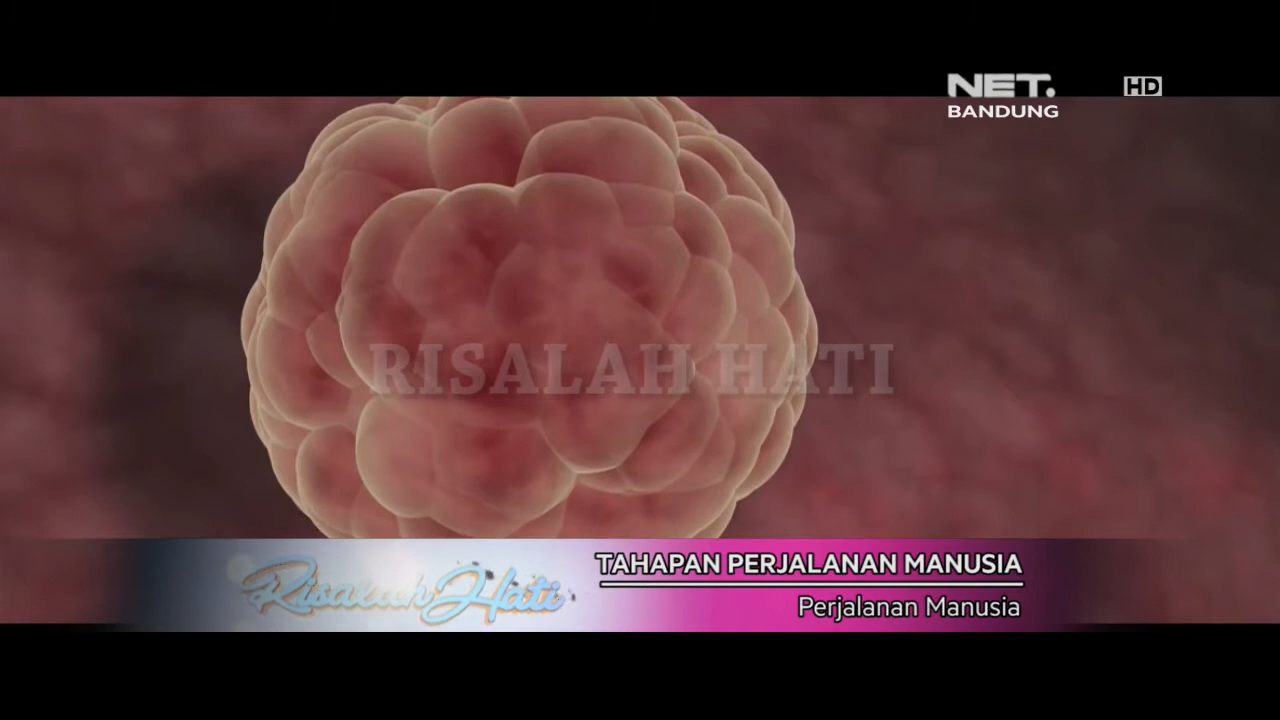 NET.
HD
BANDUNG
RISALAH HATI
Risalah Hati
TAHAPAN PERJALANAN MANUSIA
Perjalanan Manusia